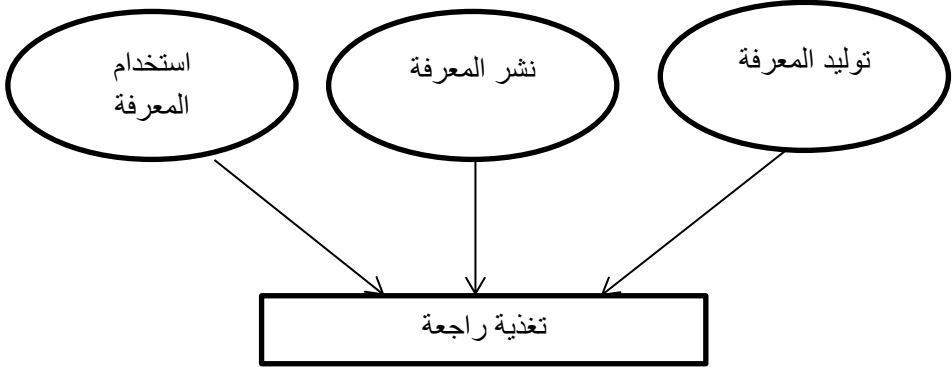 توليد المعرفة
نشر المعرفة
استخدام
المعرفة
تغذية راجعة